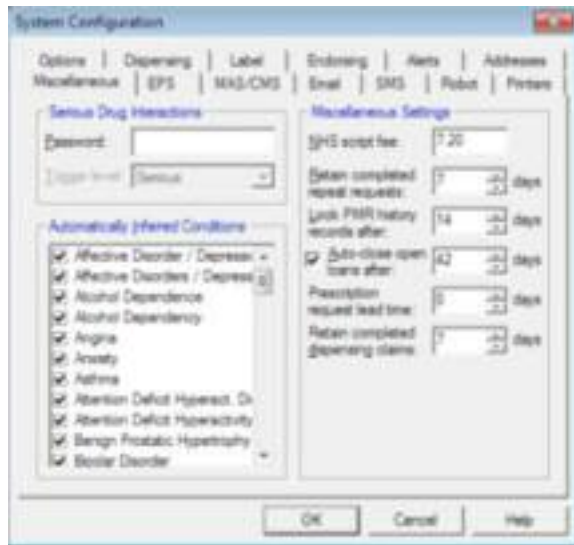 System Configuration
Options Dispensing Label Endorsing Alerts Addresses
Miscellaneous EPS MAS/CMS Email SMS Robot Printers
Serious Drug Interactions
Password:
Trigger level: Serious
Automatically Inferred Conditions
Affective Disorder / Depressi
Affective Disorders / Depress
Alcohol Dependence
Alcohol Dependency
Angina
Anxiety
Asthma
Attention Deficit Hyperact. Di
Attention Deficit Hyperactivity
Benign Prostatic Hypertrophy
Bipolar Disorder
Miscellaneous Settings
NHS script fee: 7.20
Retain completed
repeat requests: 7 days
Lock PMR history
records after: 14 days
Auto-close open
loans after: 42 days
Prescription
request lead time: days
Retain completed
dispensing claims: 7 days
OK Cancel Help